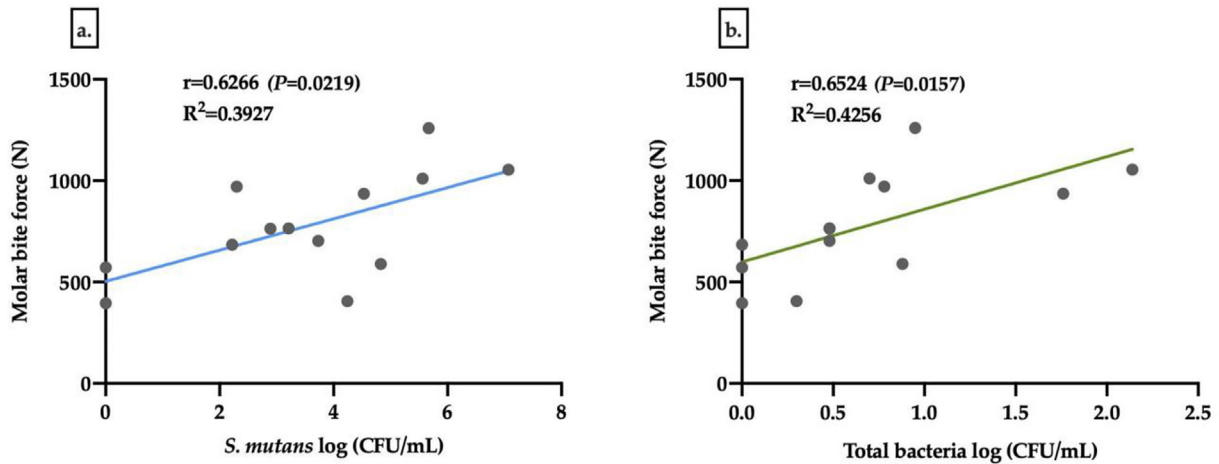 a.
r=0.6266 (P=0.0219)
R²=0.3927
1500
1000
500
0
Molar bite force (N)
0 2 4 6 8
S. mutans log (CFU/mL)
b.
r=0.6524 (P=0.0157)
R²=0.4256
1500
1000
500
0
Molar bite force (N)
0.0 0.5 1.0 1.5 2.0 2.5
Total bacteria log (CFU/mL)